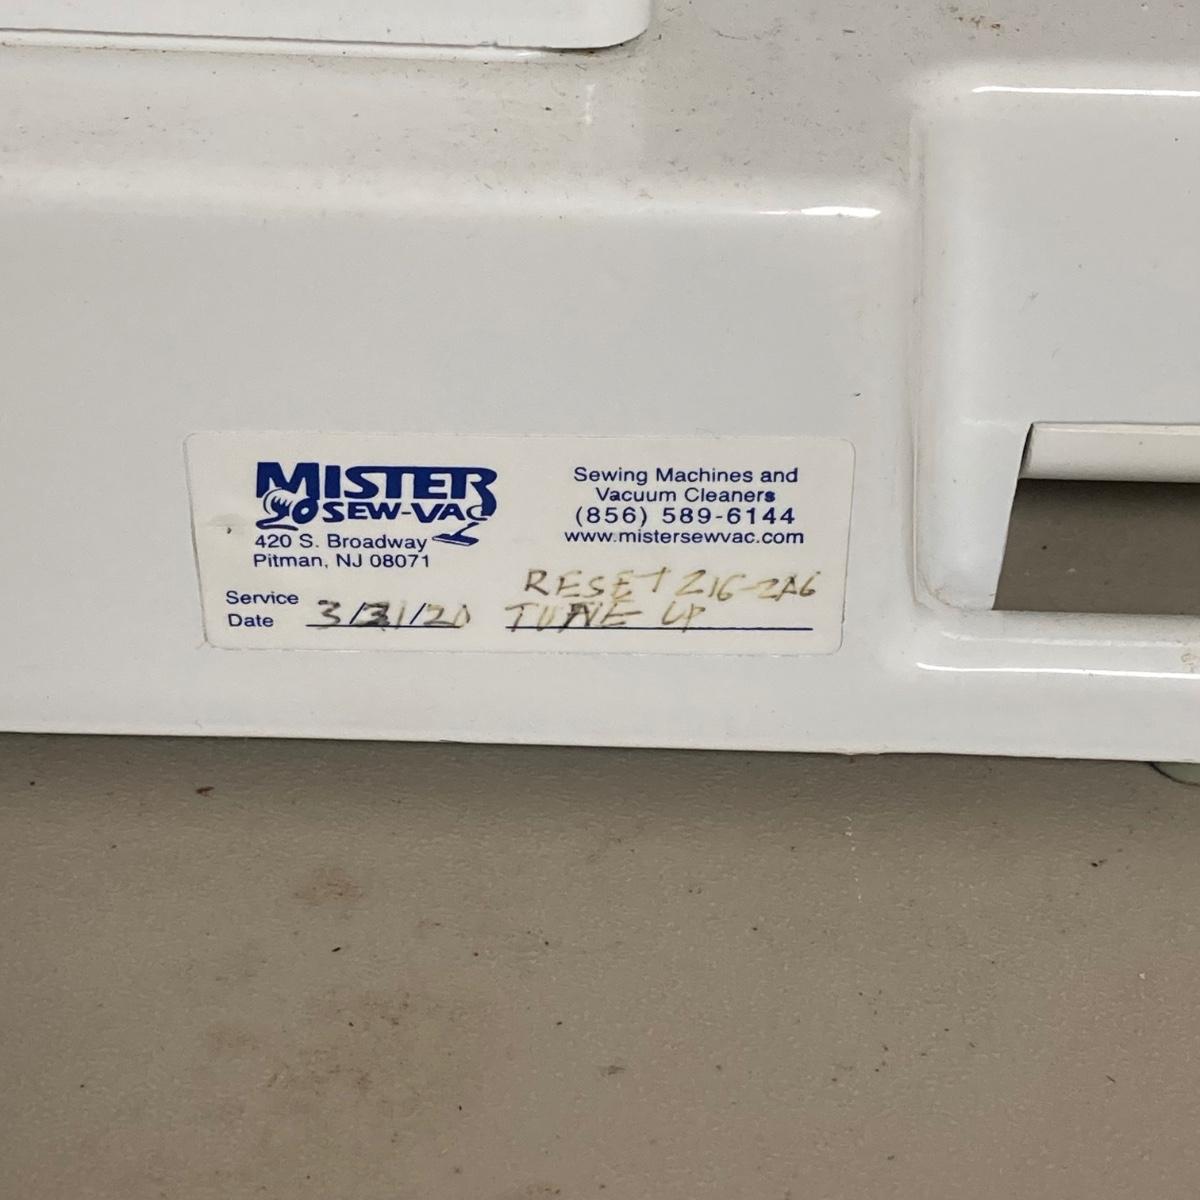 MISTER
SEW-VAC
420 S. Broadway
Pitman, NJ 08071
Sewing Machines and
Vacuum Cleaners
(856) 589-6144
www.mistersewvac.com
RESET ZIG-ZAG
TUNE UP
Service
Date 3/31/20